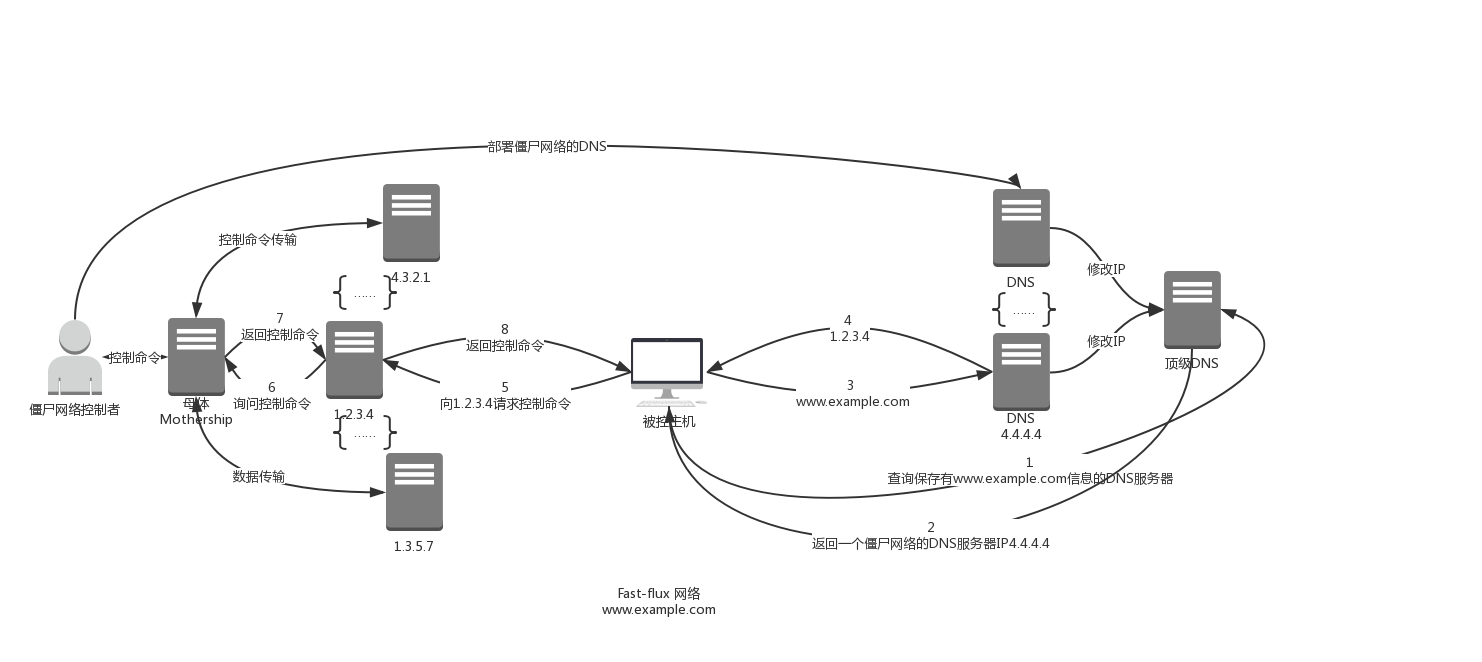 部署僵尸网络的DNS
控制命令传输
4.3.2.1
……
DNS
……
修改IP
修改IP
顶级DNS
控制命令
僵尸网络控制者
母体
Mothership
7
返回控制命令
6
询问控制命令
1.2.3.4
……
8
返回控制命令
5
向1.2.3.4请求控制命令
被控主机
4
1.2.3.4
3
www.example.com
DNS
4.4.4.4
数据传输
1.3.5.7
1
查询保存有www.example.com信息的DNS服务器
2
返回一个僵尸网络的DNS服务器IP4.4.4.4
Fast-flux 网络
www.example.com